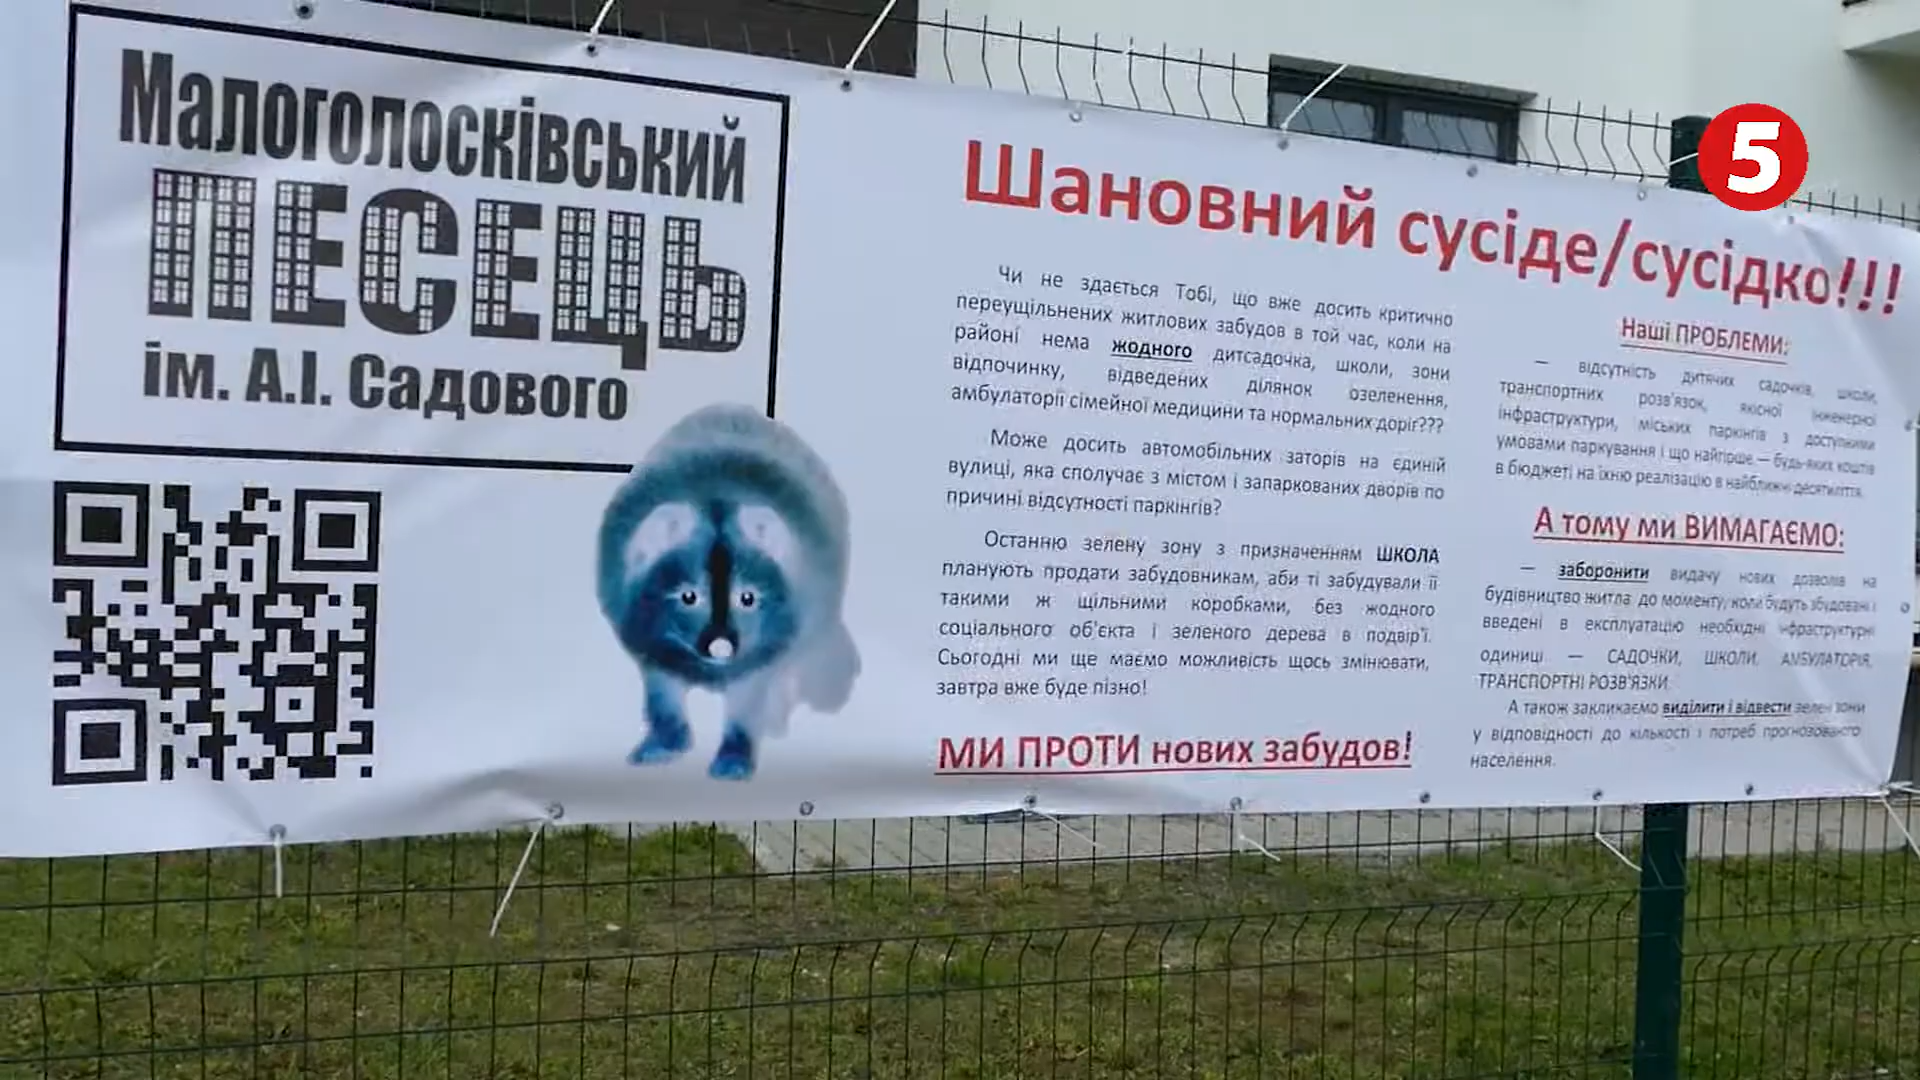 Малоголосківський
ПЕСЕЦЬ
ім. А.І. Садового
Шановний сусіде/сусідко!!!
Чи не здається Тобі, що вже досить критично
переущільнених житлових забудов в той час, коли на
районі нема жодного дитсадочка, школи, зони
відпочинку, відведених ділянок озеленення,
амбулаторії сімейної медицини та нормальних доріг???
Може досить автомобільних заторів на єдиній
вулиці, яка сполучає з містом і запаркованих дворів по
причині відсутності паркінгів?
Останню зелену зону з призначенням ШКОЛА
планують продати забудовникам, аби ті забудували її
такими ж щільними коробками, без жодного
соціального об'єкта і зеленого дерева в подвір'ї.
Сьогодні ми ще маємо можливість щось змінювати,
завтра вже буде пізно!
МИ ПРОТИ нових забудов!
Наші ПРОБЛЕМИ:
— відсутність дитячих садочків, школи,
транспортних розв'язок, якісної інженерної
інфраструктури, міських паркінгів з доступними
умовами паркування і що найгірше — будь-яких коштів
в бюджеті на їхню реалізацію в найближчі десятиліття.
А тому ми ВИМАГАЄМО:
— заборонити видачу нових дозволів на
будівництво житла, до моменту, коли будуть збудовані і
введені в експлуатацію необхідні інфраструктурні
одиниці — САДОЧКИ, ШКОЛИ, АМБУЛАТОРІЯ,
ТРАНСПОРТНІ РОЗВ'ЯЗКИ.
А також закликаємо виділити і відвести зелені зони
у відповідності до кількості і потреб прогнозованого
населення.
5